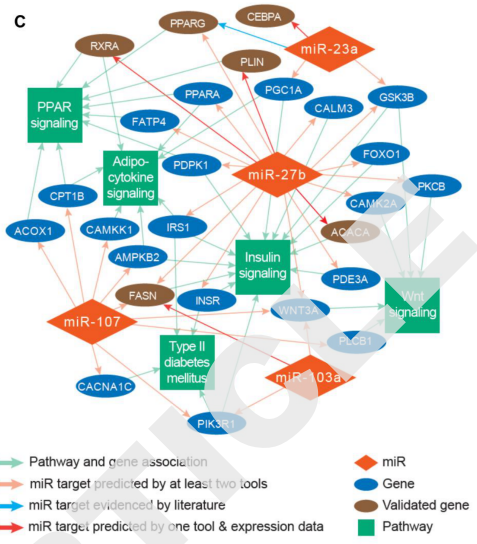 C
CEBPA
PPARG
miR-23a
RXRA
PLIN
PPARA
PGC1A
GSK3B
PPAR
signaling
FATP4
CALM3
Adipo-
cytokine
signaling
PDPK1
FOXO1
miR-27b
CPT1B
PKCB
CAMK2A
ACOX1
CAMKK1
IRS1
ACACA
AMPKB2
Insulin
signaling
PDE3A
FASN
INSR
WNT3A
Wnt
signaling
miR-107
PLCB1
Type II
diabetes
mellitus
miR-103a
CACNA1C
PIK3R1
Pathway and gene association
miR target predicted by at least two tools
miR target evidenced by literature
miR target predicted by one tool & expression data
miR
Gene
Validated gene
Pathway